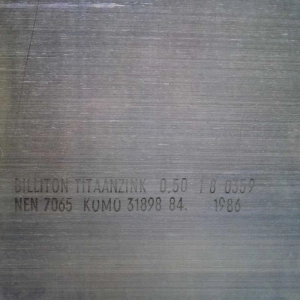 BILLITON TITAANZINK 0.50 / B 0359
NEN 7065 KOMO 31898 84. 1986